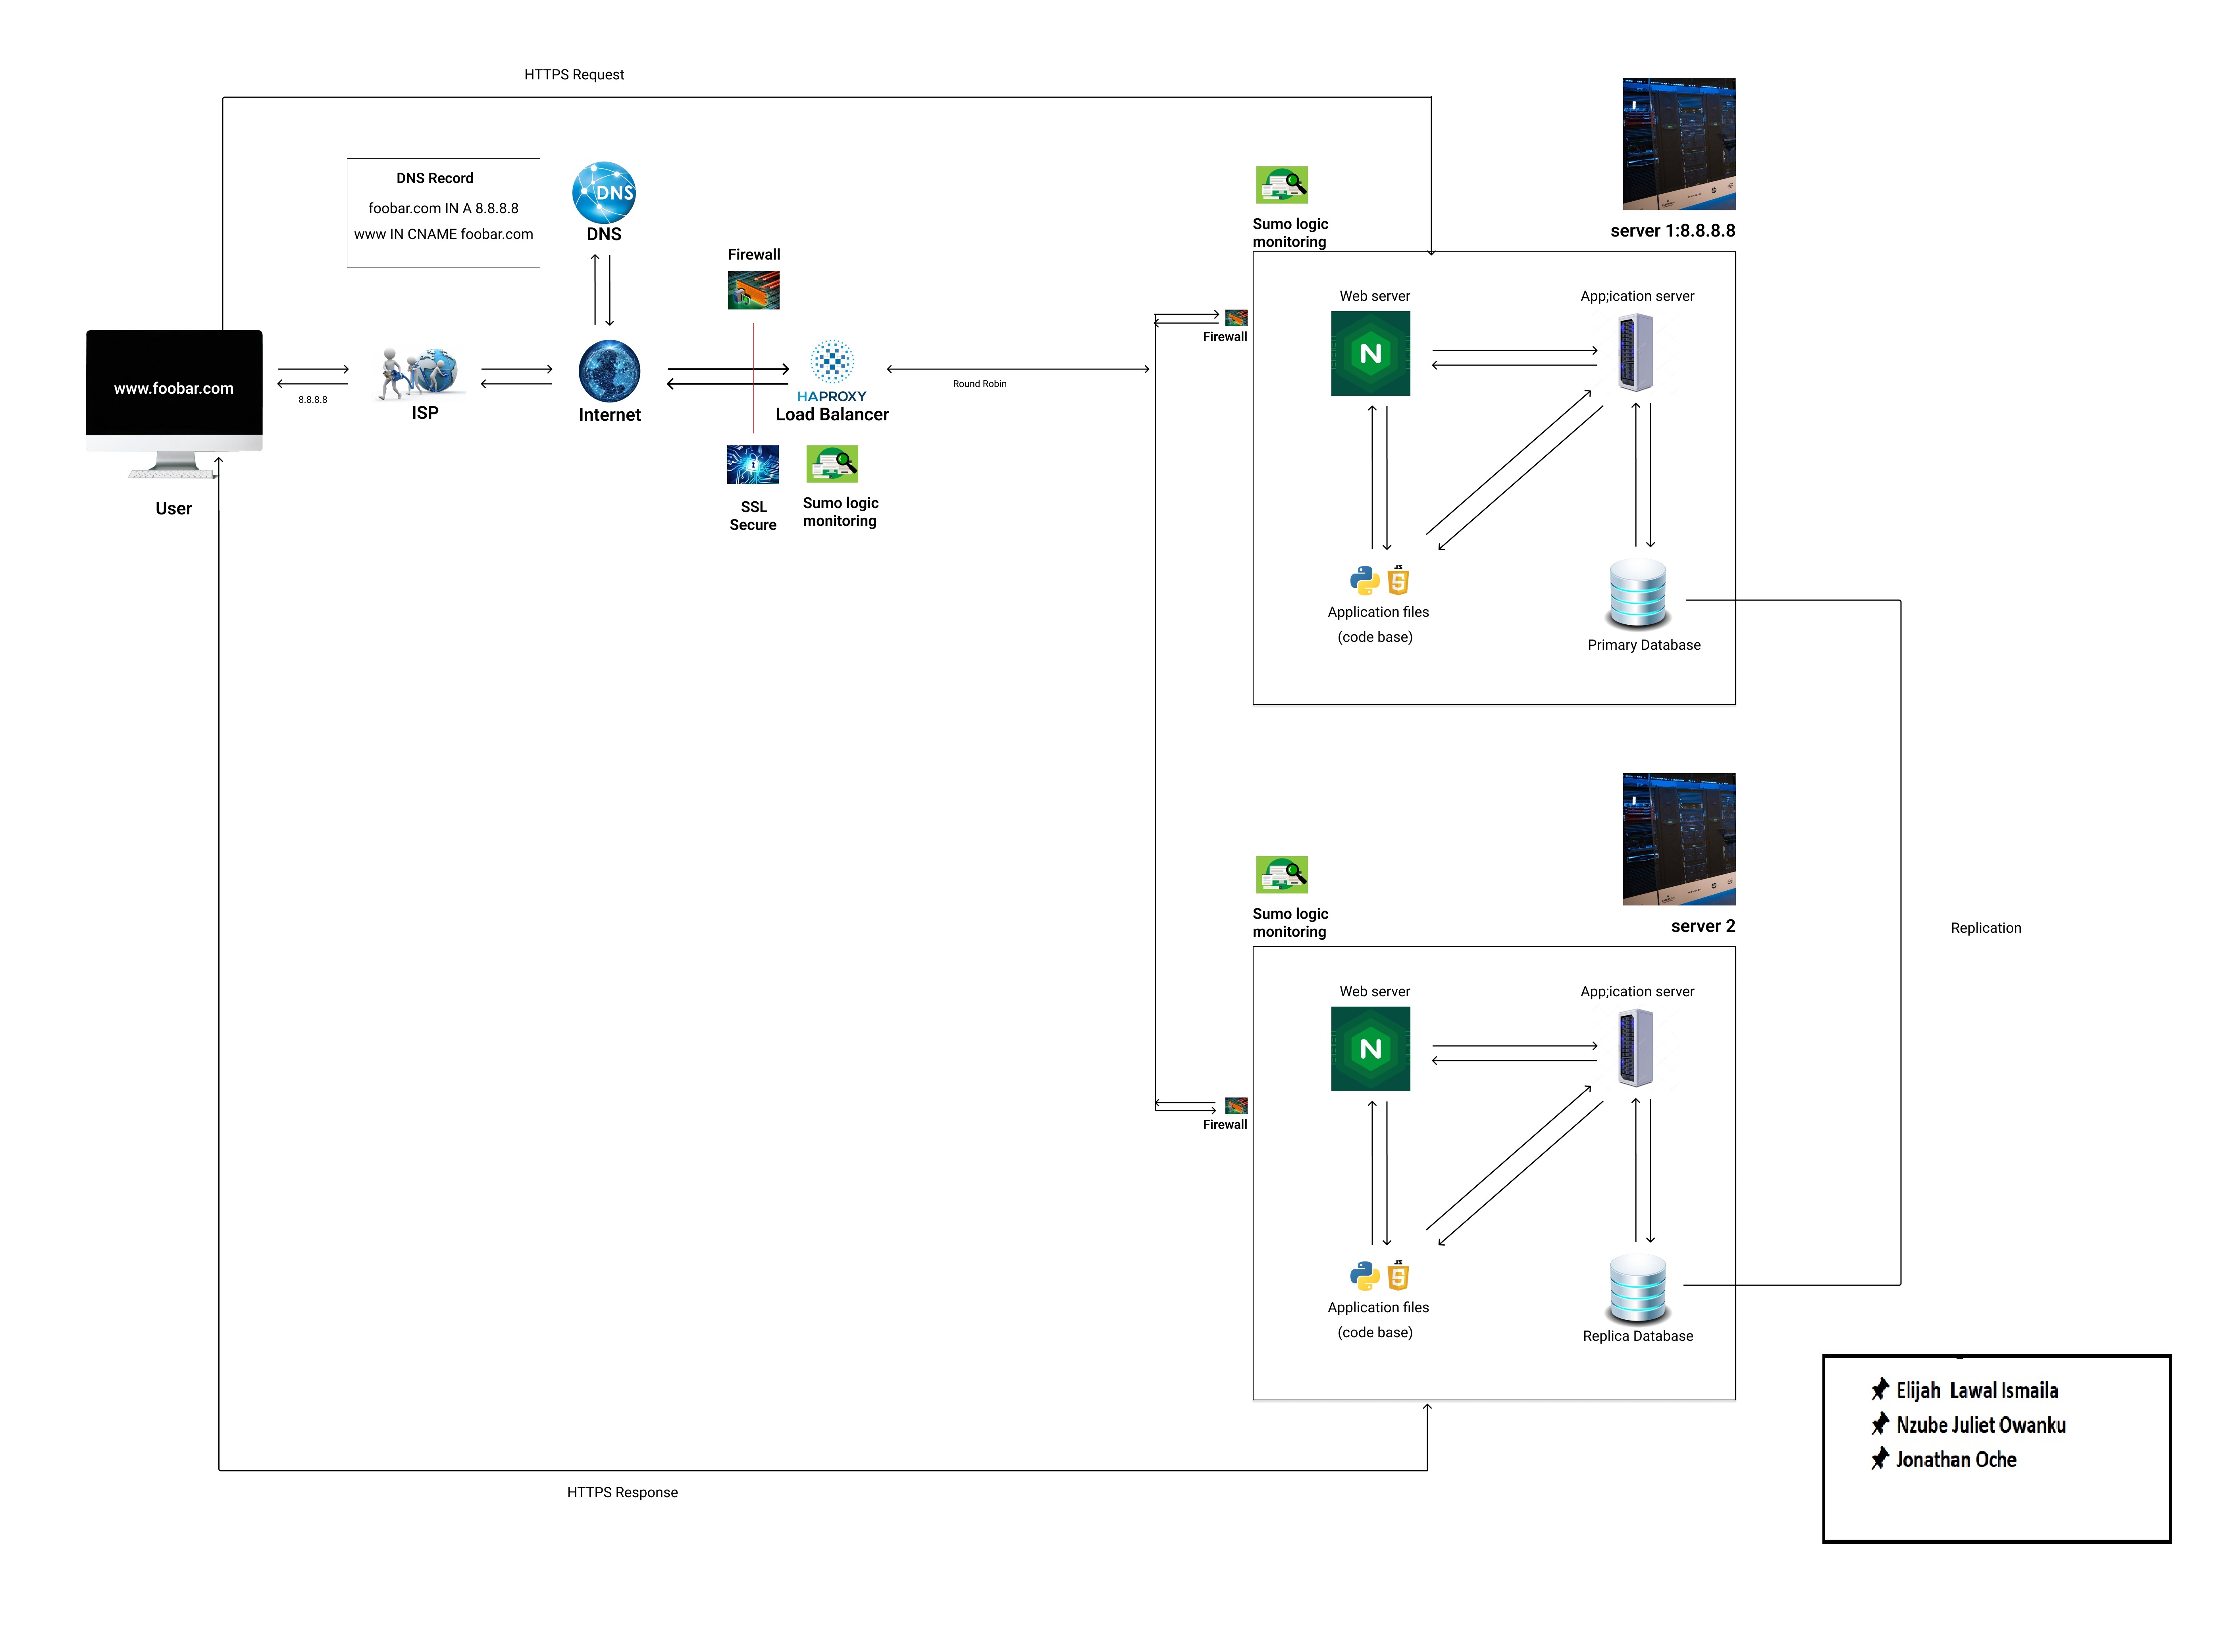 HTTPS Request
DNS Record
foobar.com IN A 8.8.8.8
www IN CNAME foobar.com
DNS
DNS
Firewall
www.foobar.com
8.8.8.8
User
ISP
Internet
HAPROXY
Load Balancer
SSL
Secure
Sumo logic
monitoring
Round Robin
Sumo logic
monitoring
server 1:8.8.8.8
Firewall
Web server
N
App;ication server
JS
Application files
(code base)
Primary Database
Replication
Sumo logic
monitoring
server 2
Firewall
Web server
N
App;ication server
JS
Application files
(code base)
Replica Database
HTTPS Response
Elijah Lawal Ismaila
Nzube Juliet Owanku
Jonathan Oche